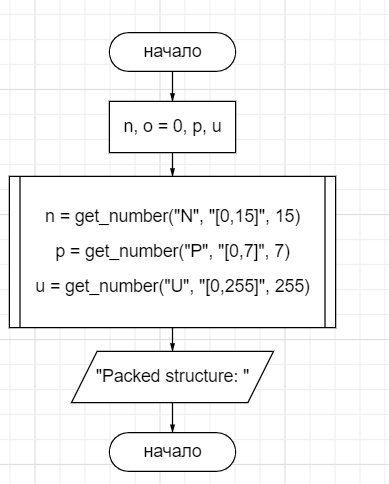 начало
n, o = 0, p, u
n = get_number("N", "[0,15]", 15)
p = get_number("P", "[0,7]", 7)
u = get_number("U", "[0,255]", 255)
"Packed structure: "
начало